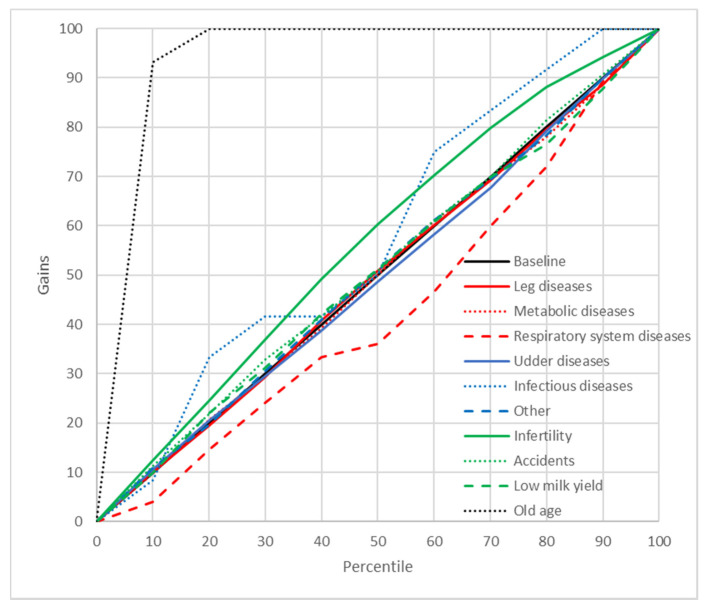 100
90
80
70
60
50
40
30
20
10
0
Gains
Baseline
Leg diseases
Metabolic diseases
Respiratory system diseases
Udder diseases
Infectious diseases
Other
Infertility
Accidents
Low milk yield
Old age
0 10 20 30 40 50 60 70 80 90 100
Percentile